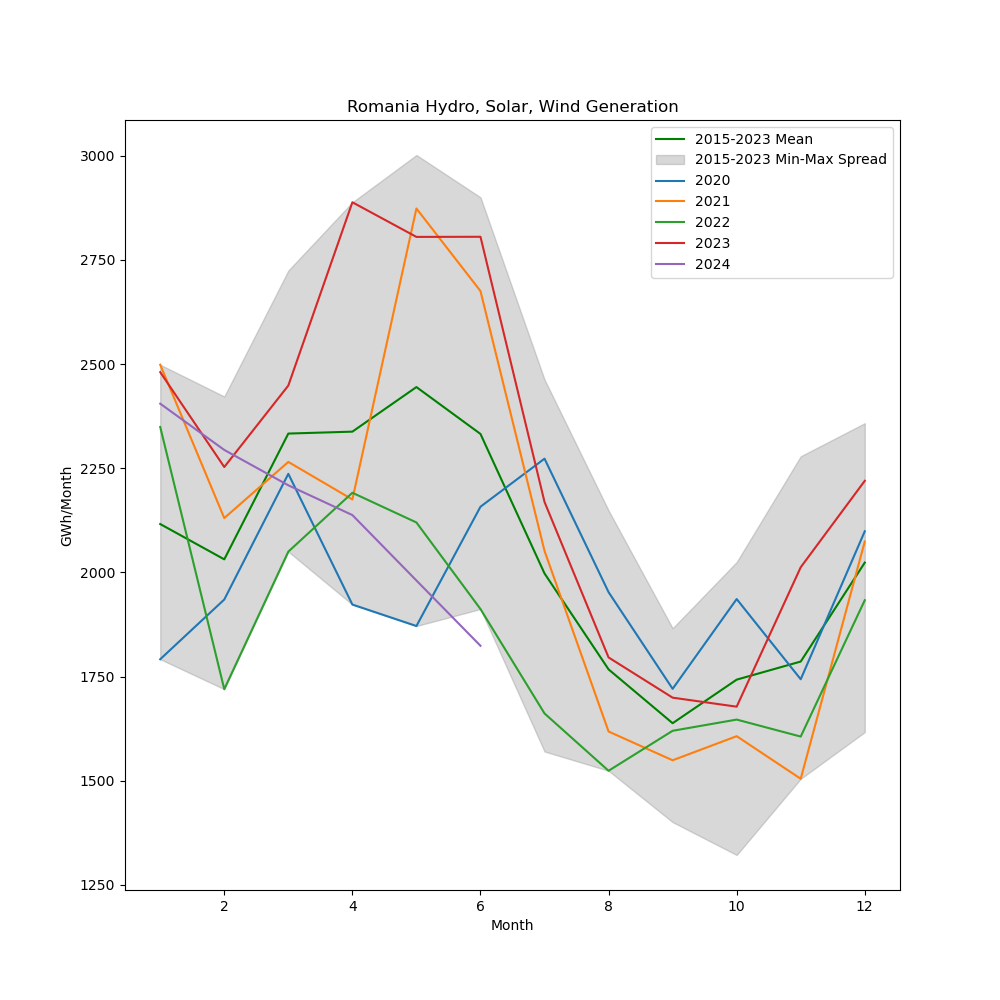 Romania Hydro, Solar, Wind Generation
2015-2023 Mean
2015-2023 Min-Max Spread
2020
2021
2022
2023
2024
3000
2750
2500
2250
2000
1750
1500
1250
GWh/Month
2 4 6 8 10 12
Month